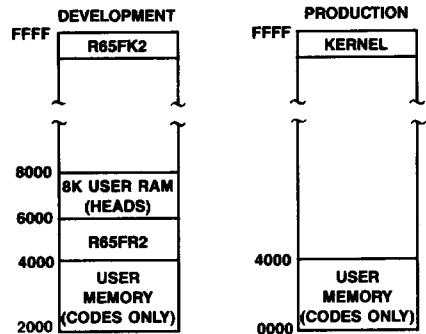 DEVELOPMENT
FFFF
R65FK2
8000
8K USER RAM
(HEADS)
6000
R65FR2
4000
USER
MEMORY
(CODES ONLY)
2000
PRODUCTION
FFFF
KERNEL
4000
USER
MEMORY
(CODES ONLY)
0000